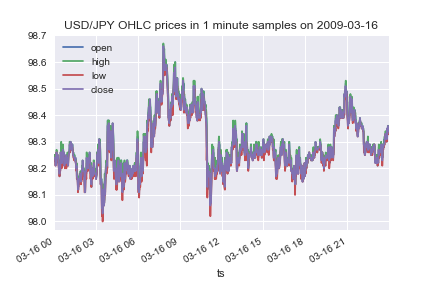 USD/JPY OHLC prices in 1 minute samples on 2009-03-16
98.7
98.6
98.5
98.4
98.3
98.2
98.1
98.0
open
high
low
close
03-16 00
03-16 03
03-16 06
03-16 09
03-16 12
03-16 15
03-16 18
03-16 21
ts